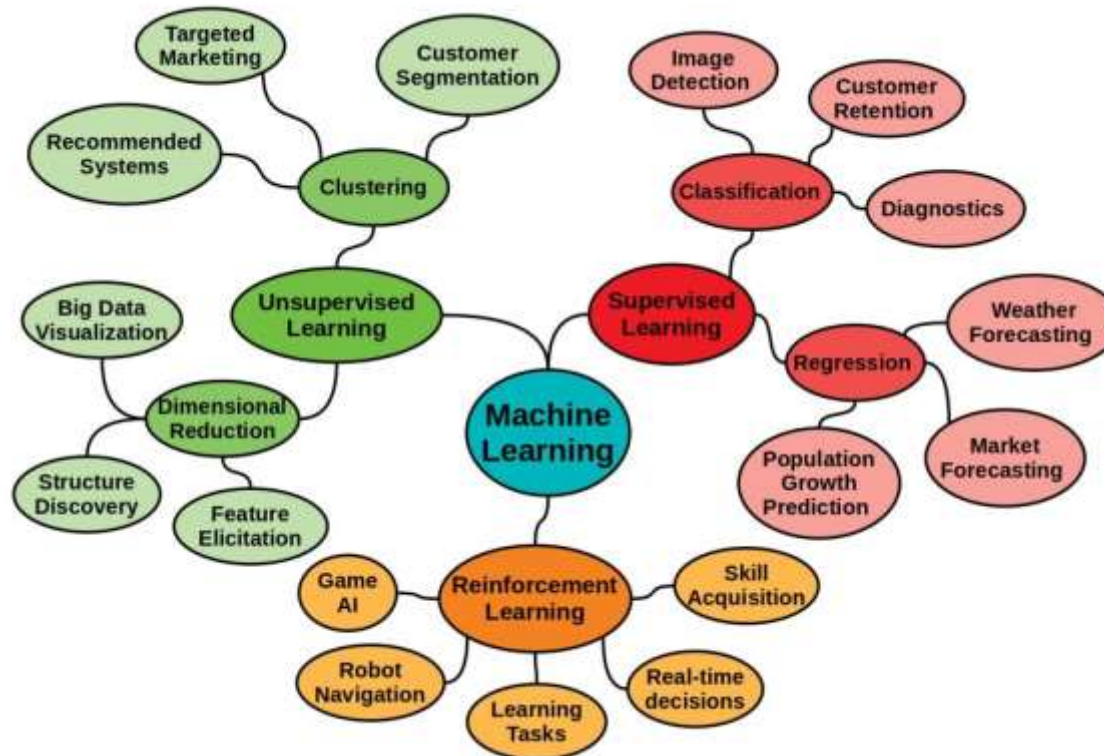 Targeted
Marketing
Customer
Segmentation
Recommended
Systems
Clustering
Image
Detection
Customer
Retention
Classification
Diagnostics
Big Data
Visualization
Unsupervised
Learning
Supervised
Learning
Weather
Forecasting
Regression
Dimensional
Reduction
Machine
Learning
Structure
Discovery
Feature
Elicitation
Population
Growth
Prediction
Market
Forecasting
Game
AI
Reinforcement
Learning
Skill
Acquisition
Robot
Navigation
Learning
Tasks
Real-time
decisions